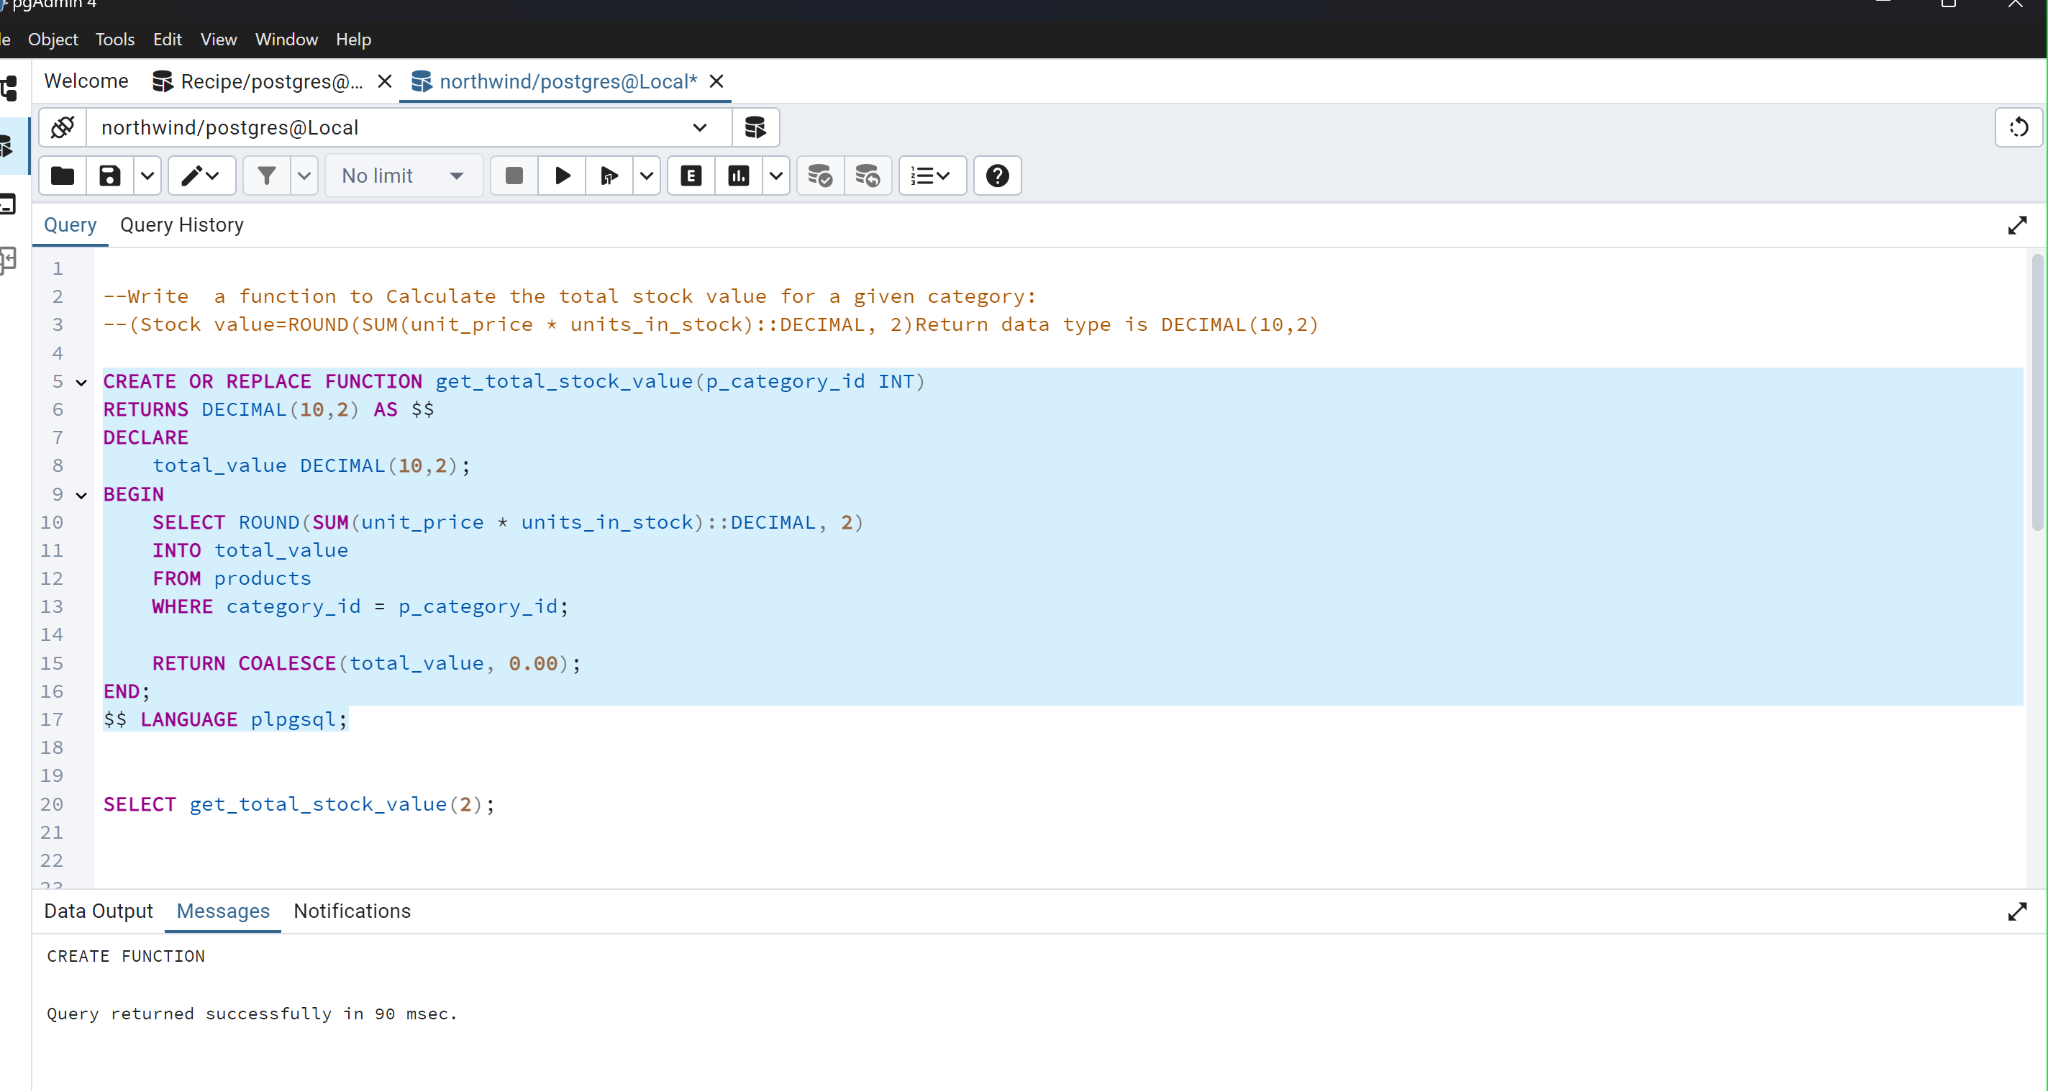 pgAdmin 4
le Object Tools Edit View Window Help
Welcome Recipe/postgres@... northwind/postgres@Local*
northwind/postgres@Local
No limit
Query Query History
1
2 --Write  a function to Calculate the total stock value for a given category:
3 --(Stock value=ROUND(SUM(unit_price * units_in_stock)::DECIMAL, 2)Return data type is DECIMAL(10,2)
4
5 CREATE OR REPLACE FUNCTION get_total_stock_value(p_category_id INT)
6 RETURNS DECIMAL(10,2) AS $$
7 DECLARE
8     total_value DECIMAL(10,2);
9 BEGIN
10     SELECT ROUND(SUM(unit_price * units_in_stock)::DECIMAL, 2)
11     INTO total_value
12     FROM products
13     WHERE category_id = p_category_id;
14
15     RETURN COALESCE(total_value, 0.00);
16 END;
17 $$ LANGUAGE plpgsql;
18
19
20 SELECT get_total_stock_value(2);
21
22
23
Data Output Messages Notifications
CREATE FUNCTION
Query returned successfully in 90 msec.